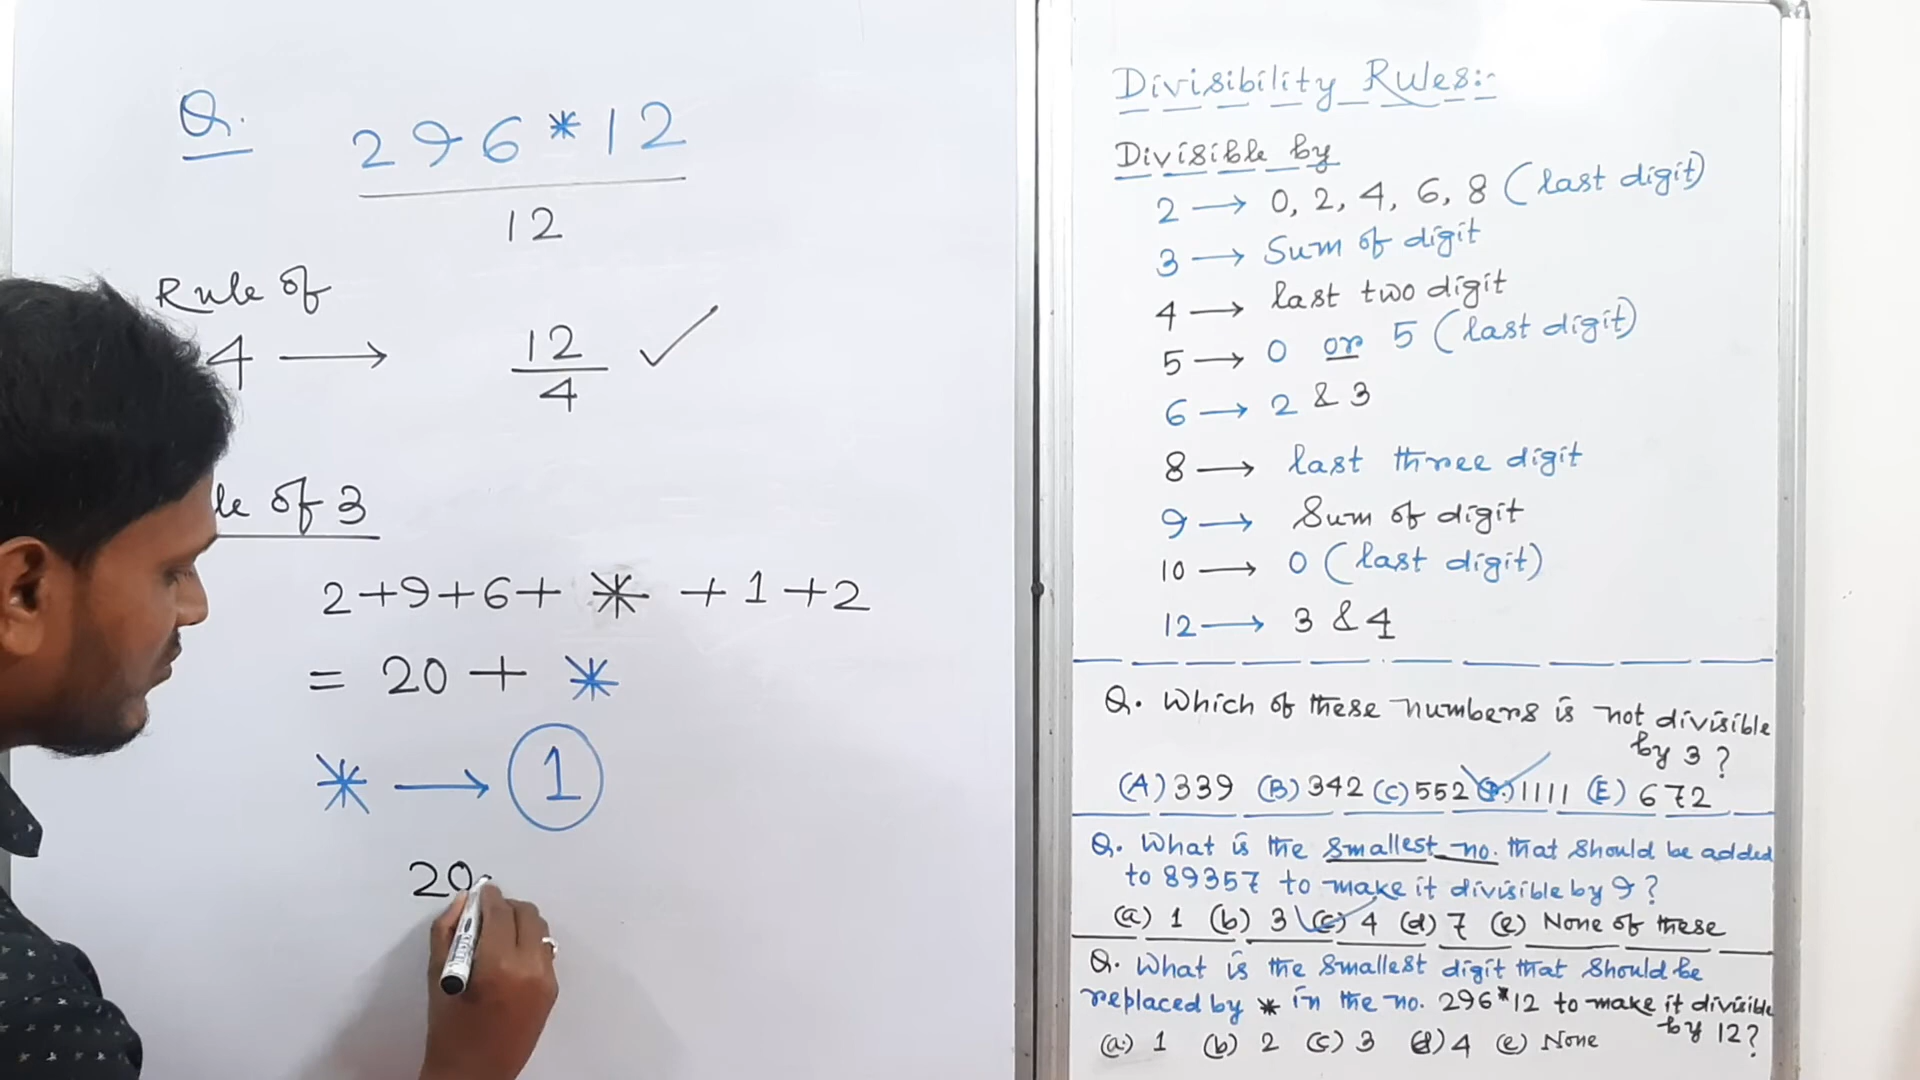 Q. 296*12
12
Rule of
4 → 12
4 ✓
le of 3
2+9+6+ * +1+2
= 20 + *
* → 1
20
Divisibility Rules:-
Divisible by
2 → 0, 2, 4, 6, 8 (last digit)
3 → Sum of digit
4 → last two digit
5 → 0 or 5 (last digit)
6 → 2 & 3
8 → last three digit
9 → Sum of digit
10 → 0 (last digit)
12 → 3 & 4
Q. Which of these numbers is not divisible
by 3?
(A) 339 (B) 342 (C) 552 (D) 1111 (E) 672
Q. What is the smallest no. that should be added
to 89357 to make it divisible by 9?
(a) 1 (b) 3 (c) 4 (d) 7 (e) None of these
Q. What is the smallest digit that should be
replaced by * in the no. 296*12 to make it divisible
by 12?
(a) 1 (b) 2 (c) 3 (d) 4 (e) None